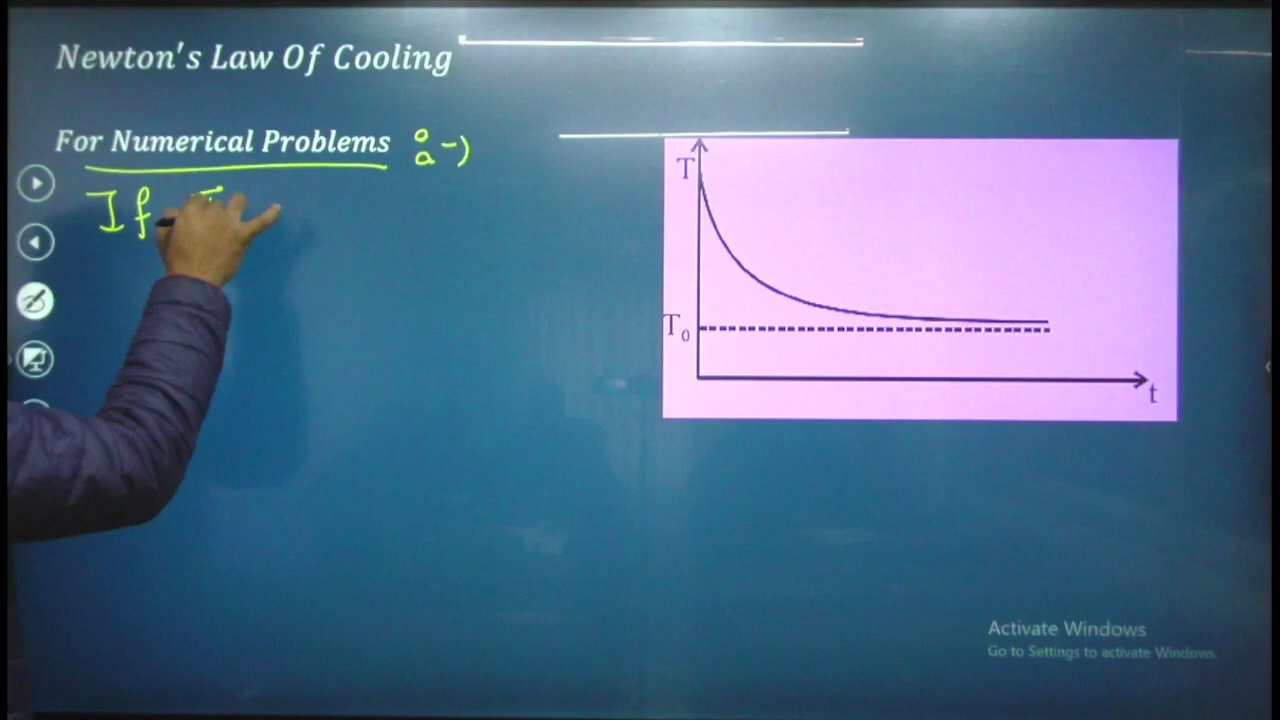 Newton's Law Of Cooling
For Numerical Problems
If
T
T₀
t
Activate Windows
Go to Settings to activate Windows.